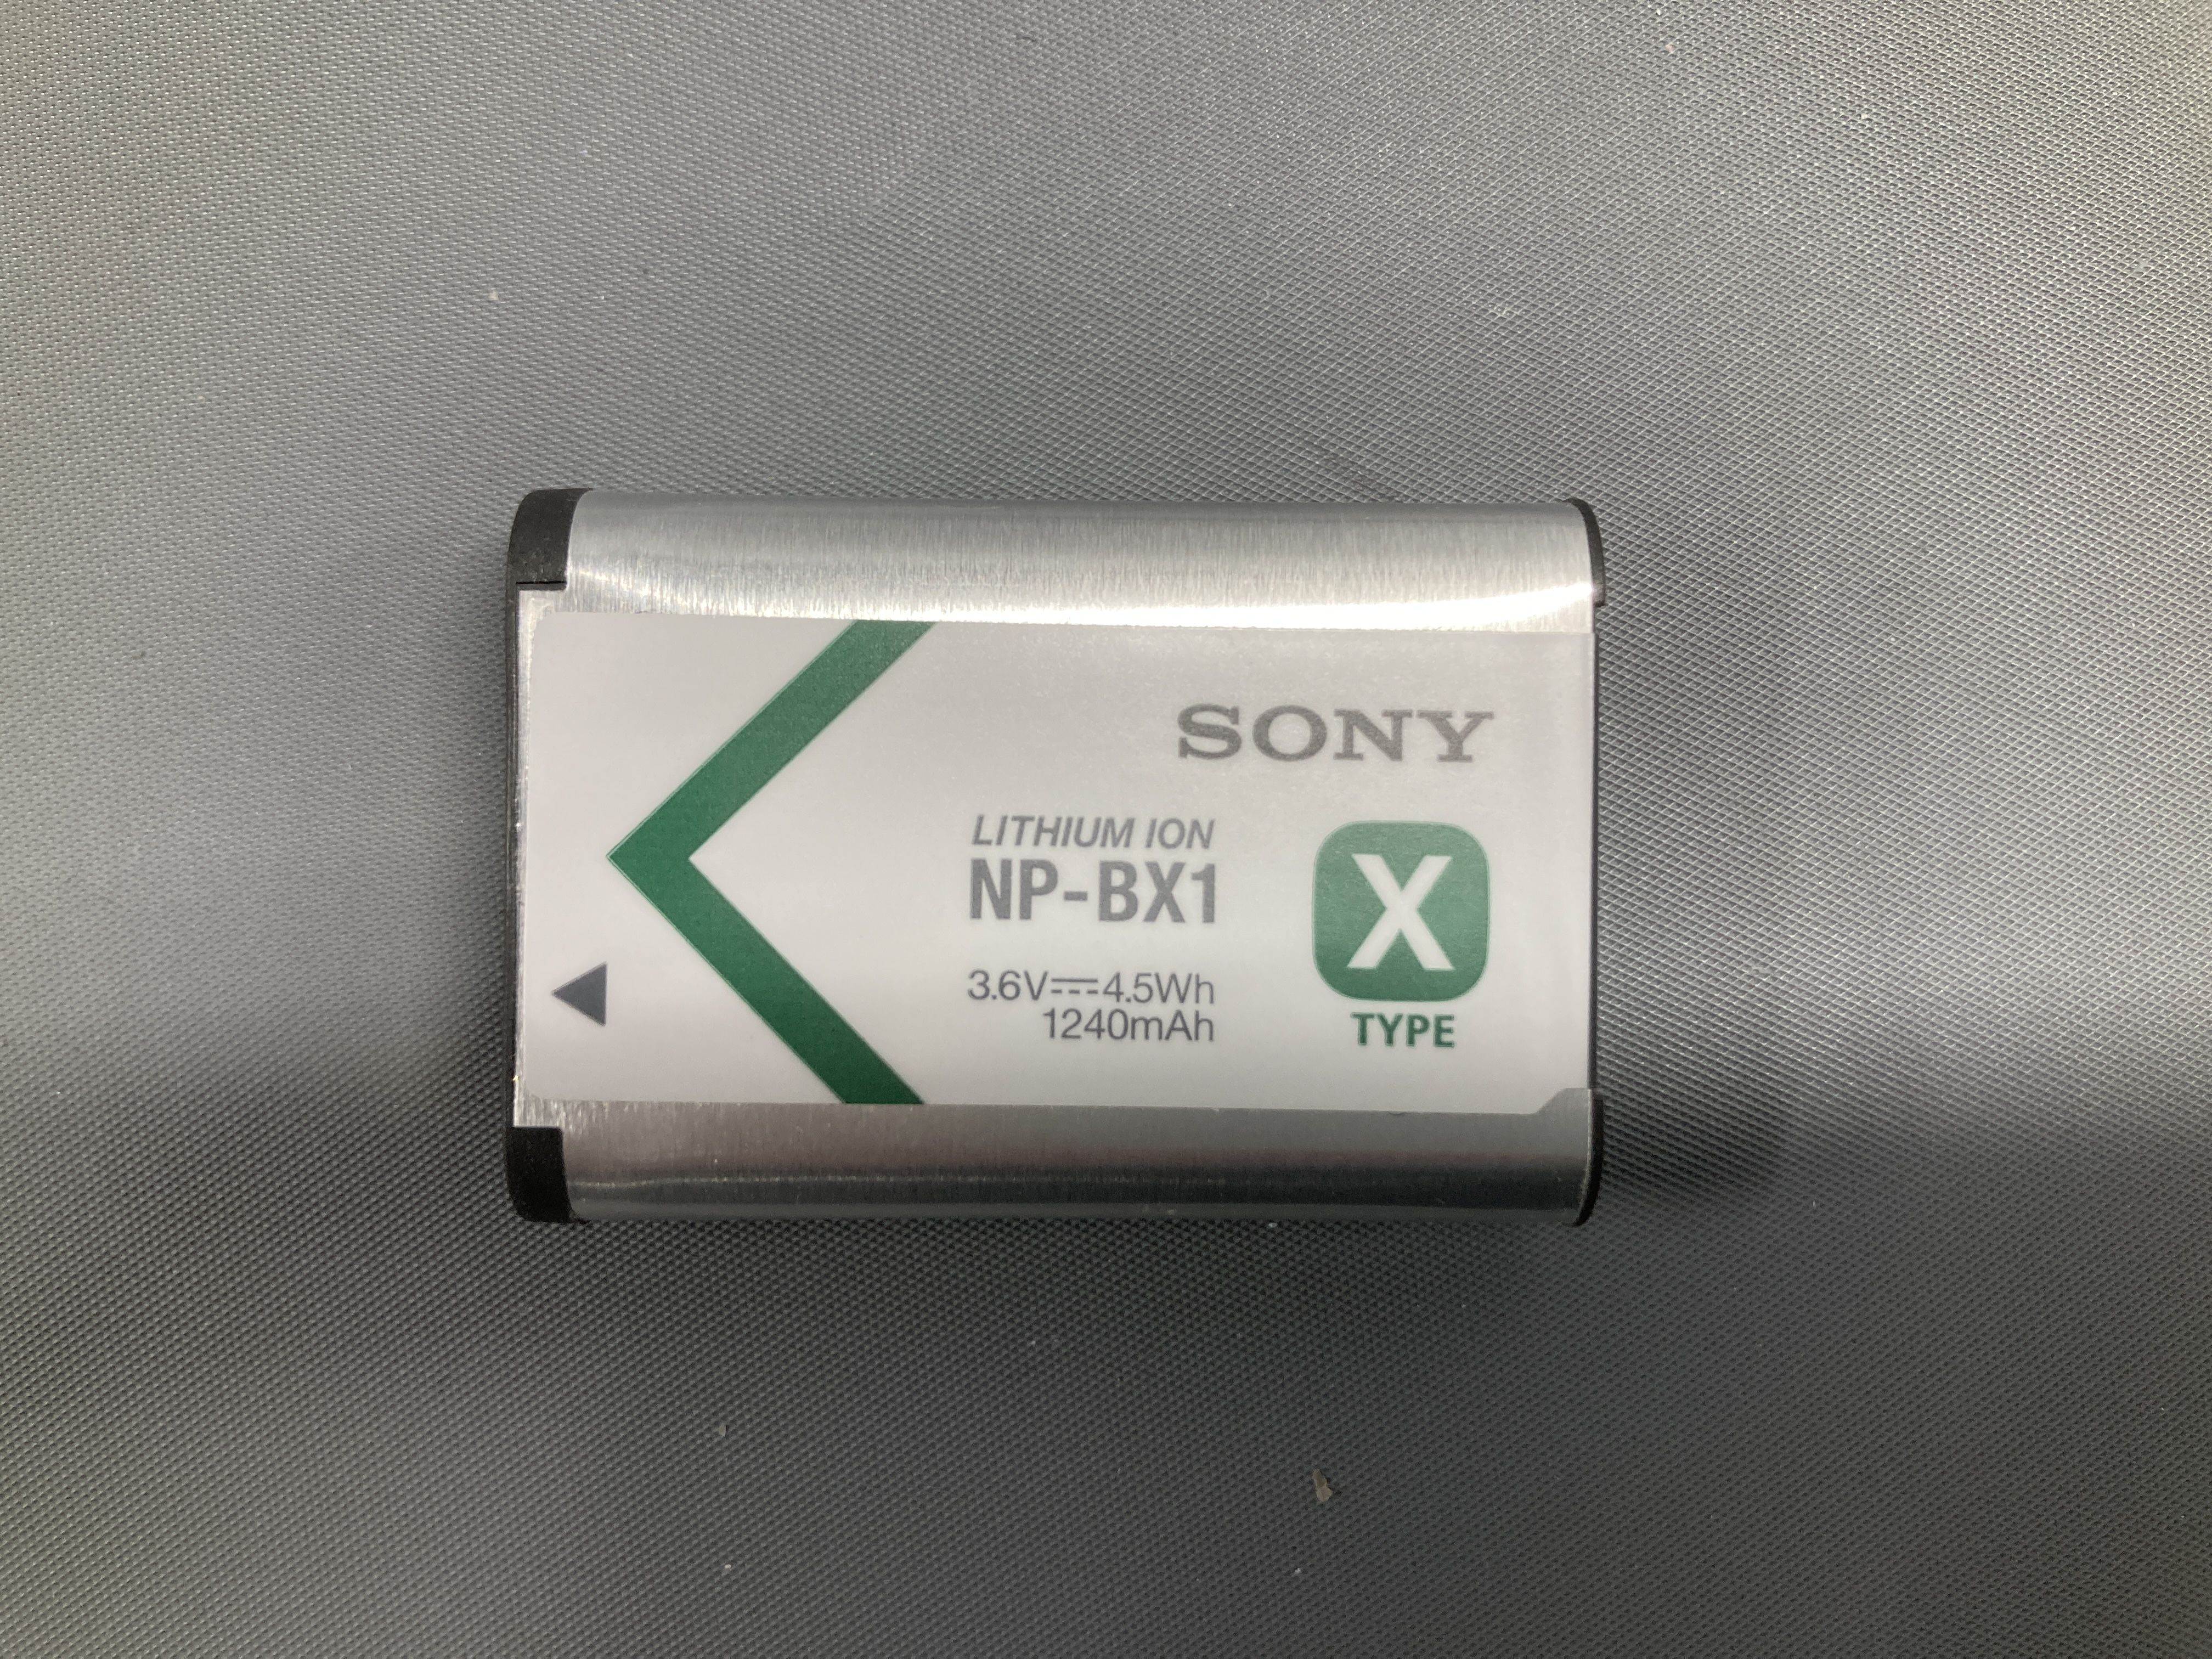 SONY
LITHIUM ION
NP-BX1
X
3.6V⎓4.5Wh
1240mAh
TYPE